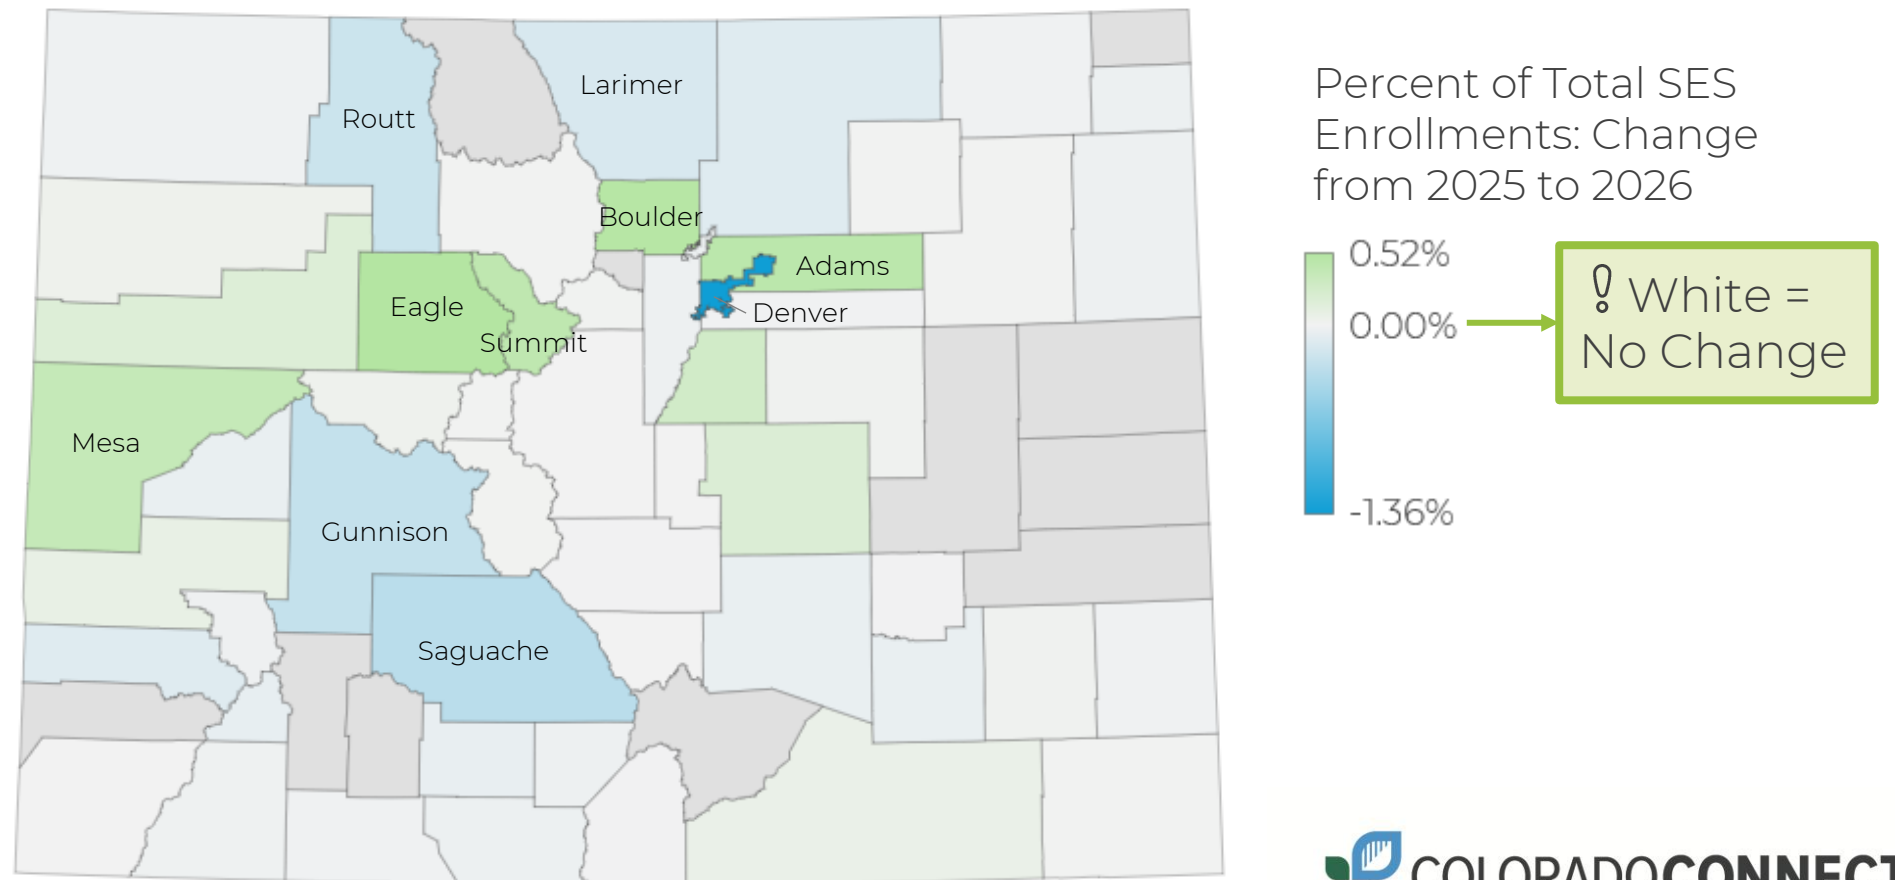 Larimer
Routt
Boulder
Adams
Eagle
Denver
Summit
Mesa
Gunnison
Saguache
Percent of Total SES
Enrollments: Change
from 2025 to 2026
0.52%
0.00%
-1.36%
! White =
No Change
COLORADOCONNECT